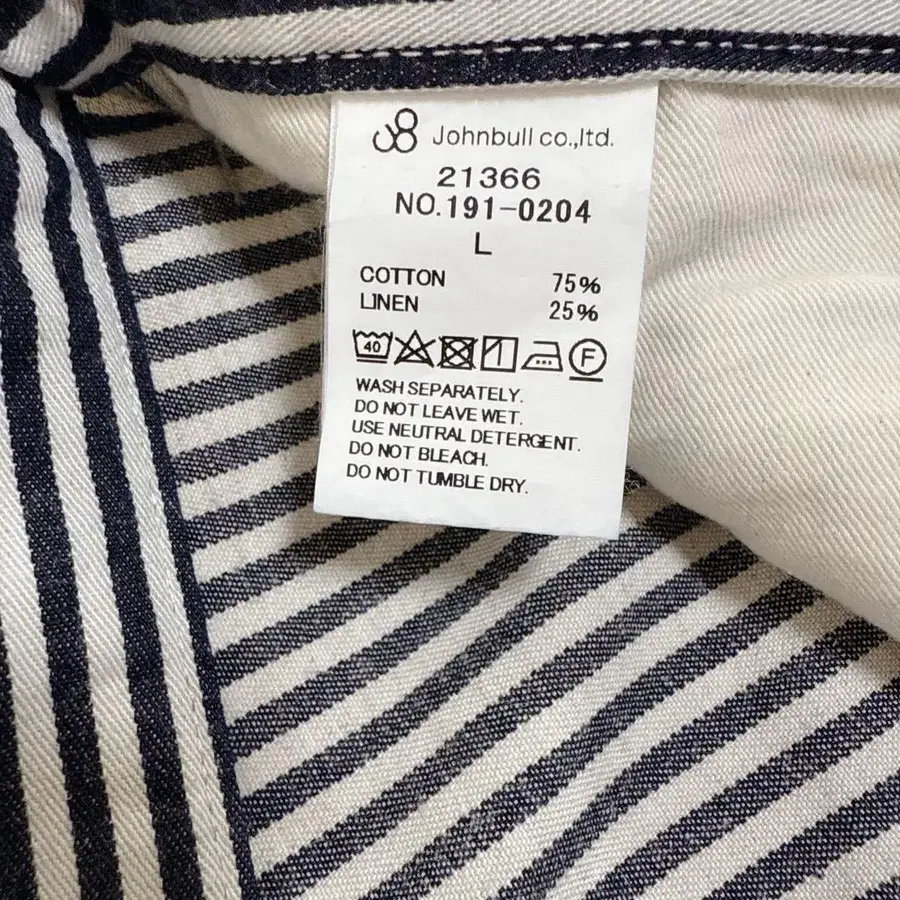 Johnbull co.,ltd.
21366
NO.191-0204
L
COTTON 75%
LINEN 25%
40 F
WASH SEPARATELY.
DO NOT LEAVE WET.
USE NEUTRAL DETERGENT.
DO NOT BLEACH.
DO NOT TUMBLE DRY.